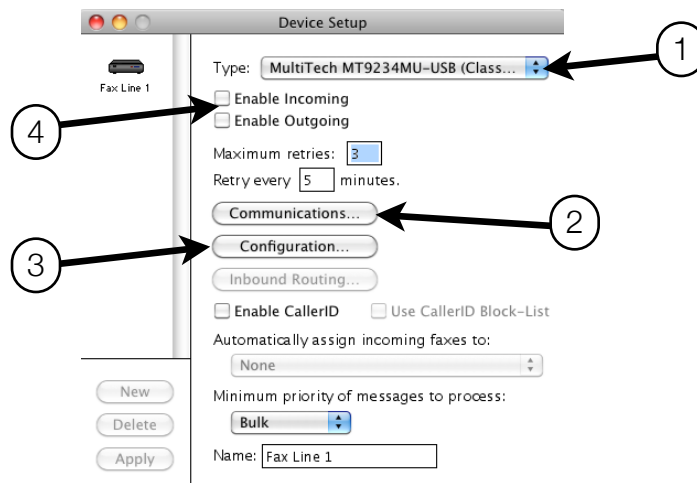 Device Setup
Fax Line 1
Type: MultiTech MT9234MU-USB (Class...
1
Enable Incoming
4
Enable Outgoing
Maximum retries: 3
Retry every 5 minutes.
Communications...
2
Configuration...
3
Inbound Routing...
Enable CallerID Use CallerID Block-List
Automatically assign incoming faxes to:
None
Minimum priority of messages to process:
Bulk
Name: Fax Line 1
New
Delete
Apply